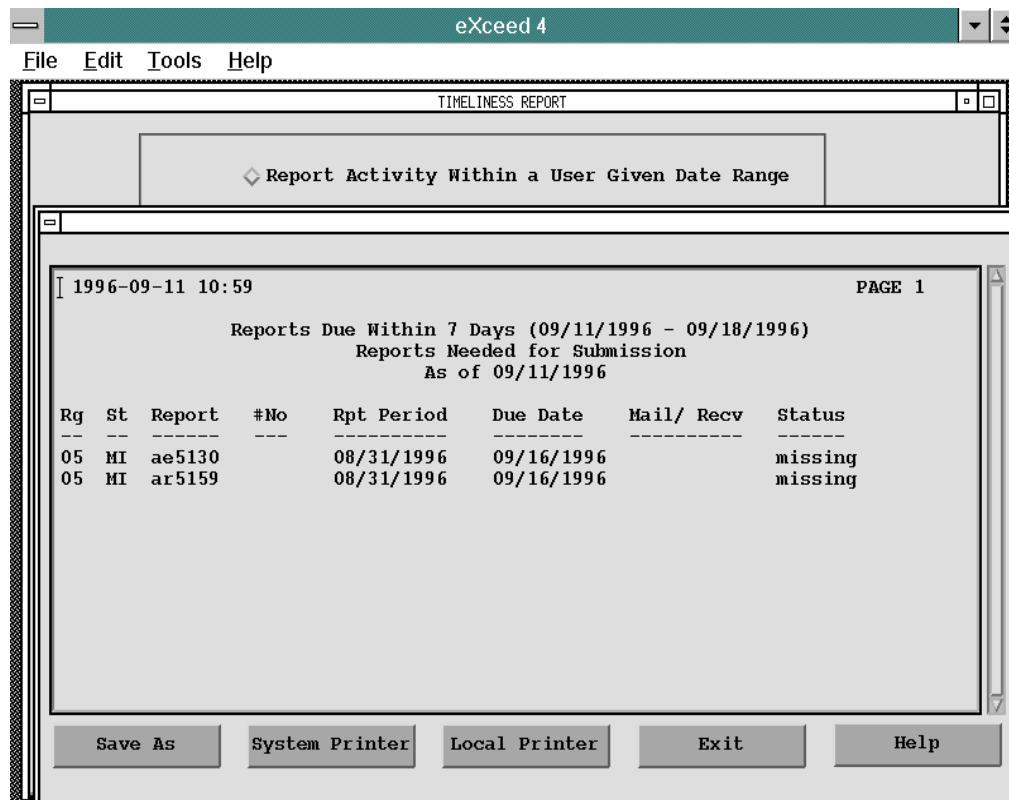 eXceed 4
File Edit Tools Help
TIMELINESS REPORT
Report Activity Within a User Given Date Range
1996-09-11 10:59 PAGE 1
Reports Due Within 7 Days (09/11/1996 - 09/18/1996)
Reports Needed for Submission
As of 09/11/1996
Rg St Report #No Rpt Period Due Date Mail/ Recv Status
-- -- ------ --- ---------- -------- ---------- ------
05 MI ae5130 08/31/1996 09/16/1996 missing
05 MI ar5159 08/31/1996 09/16/1996 missing
Save As System Printer Local Printer Exit Help